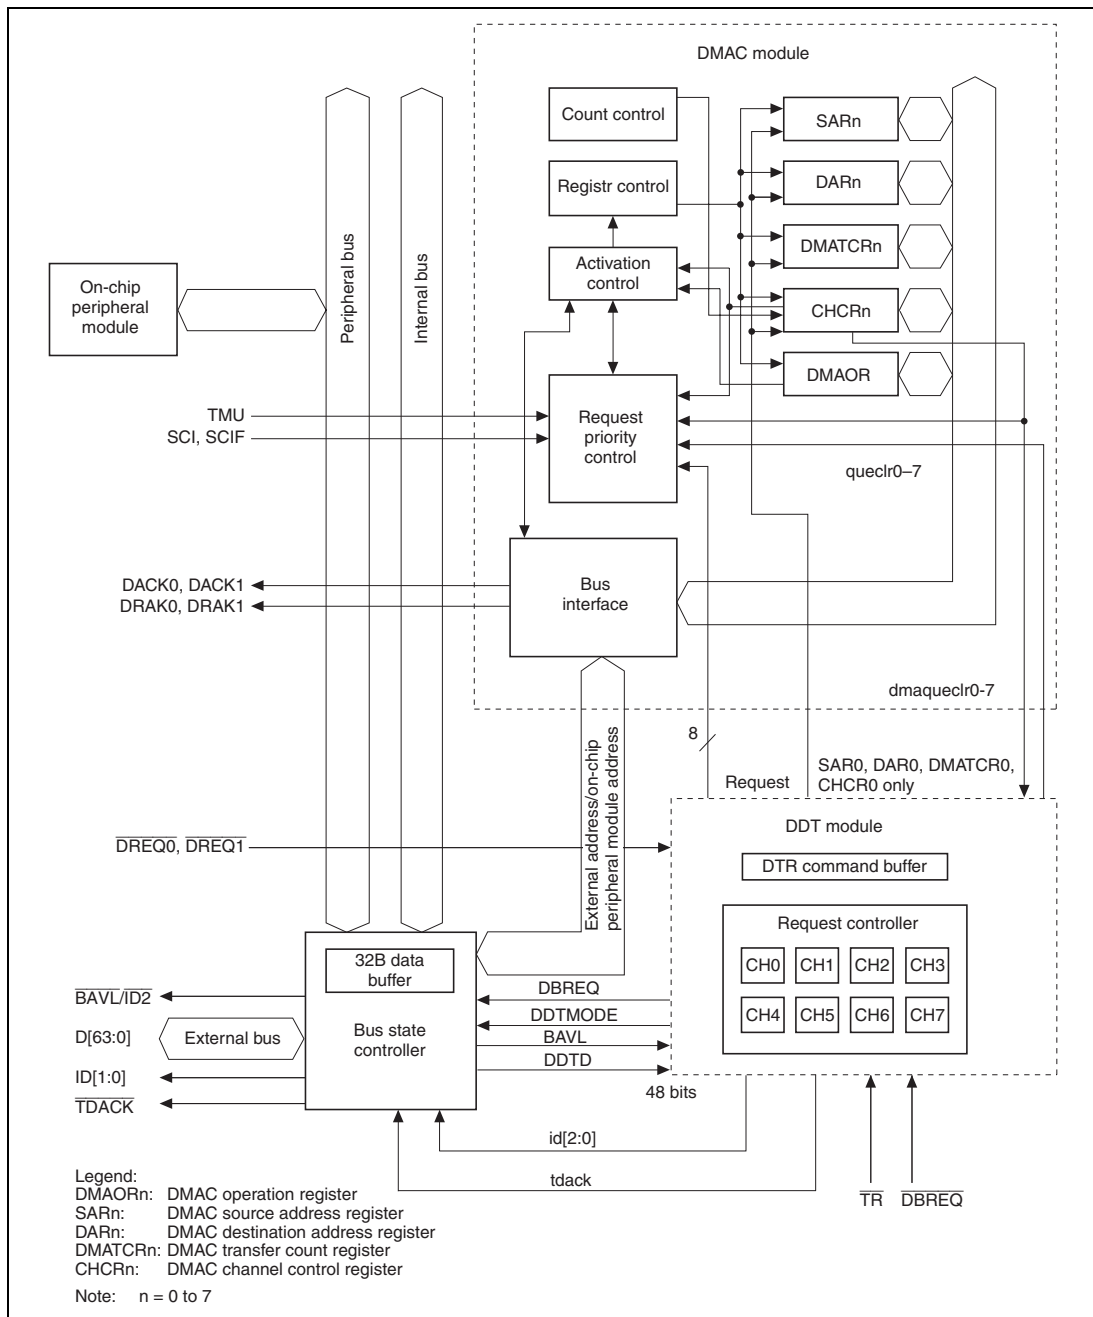 DMAC module
Count control
SARn
Registr control
DARn
DMATCRn
Activation
control
CHCRn
DMAOR
On-chip
peripheral
module
Peripheral bus
Internal bus
TMU
SCI, SCIF
Request
priority
control
queclr0–7
DACK0, DACK1
DRAK0, DRAK1
Bus
interface
dmaqueclr0-7
8
Request
SAR0, DAR0, DMATCR0,
CHCR0 only
External address/on-chip
peripheral module address
DREQ0, DREQ1
DDT module
DTR command buffer
Request controller
CH0 CH1 CH2 CH3
CH4 CH5 CH6 CH7
32B data
buffer
Bus state
controller
BAVL/ID2
D[63:0]
External bus
ID[1:0]
TDACK
DBREQ
DDTMODE
BAVL
DDTD
48 bits
id[2:0]
tdack
TR
DBREQ
Legend:
DMAORn: DMAC operation register
SARn: DMAC source address register
DARn: DMAC destination address register
DMATCRn: DMAC transfer count register
CHCRn: DMAC channel control register
Note: n = 0 to 7